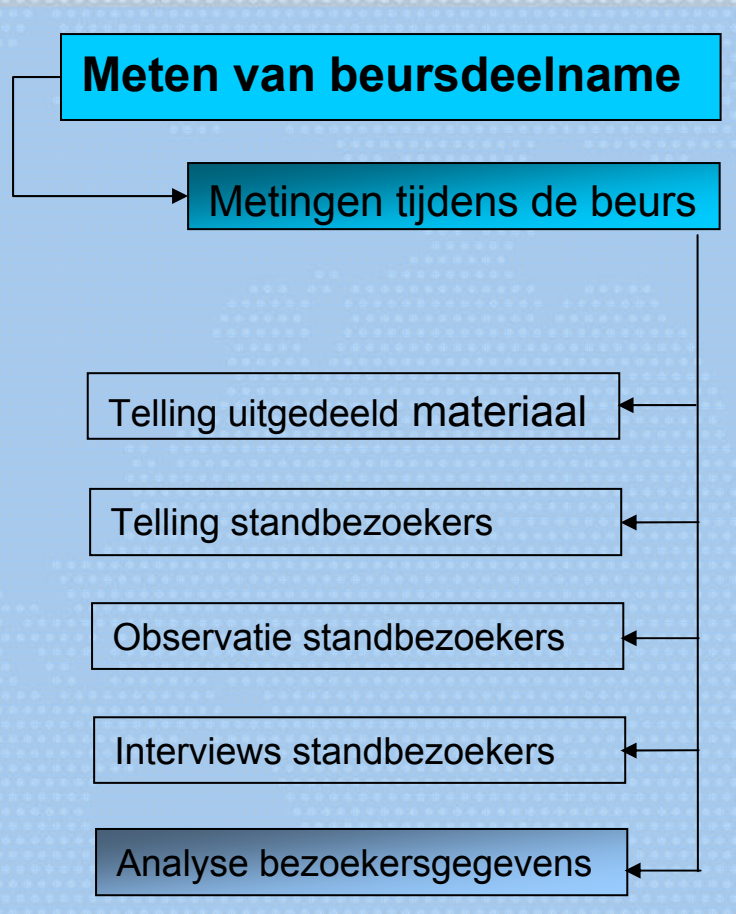 Meten van beursdeelname
Metingen tijdens de beurs
Telling uitgedeeld materiaal
Telling standbezoekers
Observatie standbezoekers
Interviews standbezoekers
Analyse bezoekersgegevens